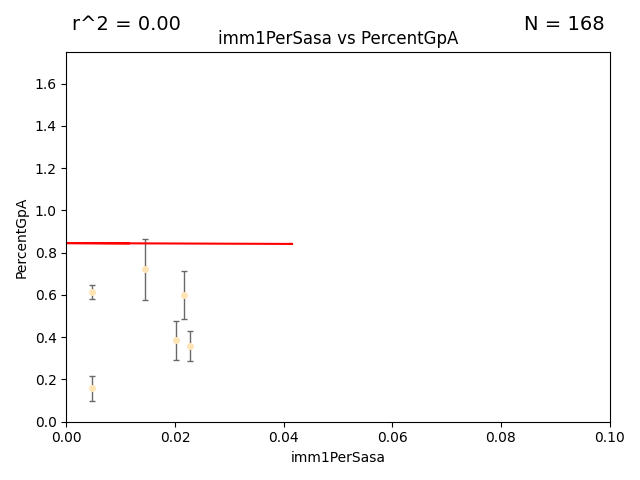 r^2 = 0.00
N = 168
imm1PerSasa vs PercentGpA
PercentGpA
1.6
1.4
1.2
1.0
0.8
0.6
0.4
0.2
0.0
0.00 0.02 0.04 0.06 0.08 0.10
imm1PerSasa